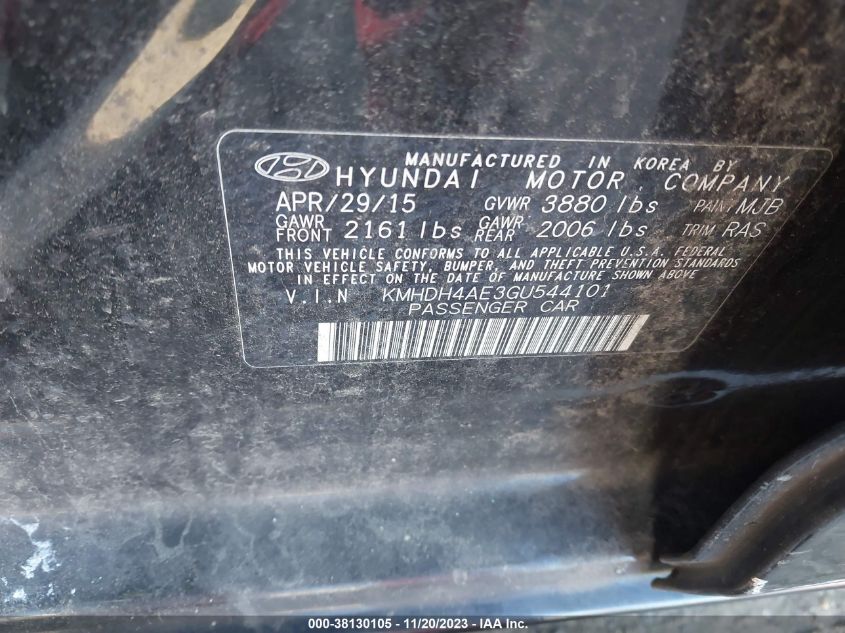 MANUFACTURED IN KOREA BY
HYUNDAI MOTOR COMPANY
APR/29/15 GVWR 3880 lbs PAINT MJB
GAWR FRONT 2161 lbs GAWR REAR 2006 lbs TRIM RAS
THIS VEHICLE CONFORMS TO ALL APPLICABLE U.S.A. FEDERAL
MOTOR VEHICLE SAFETY, BUMPER, AND THEFT PREVSNTION STANDARDS
IN EFFECT ON THE DATE OF MANUFACTURE SHOWN ABOVE
V.I.N KMHDH4AE3GU544101
PASSENGER CAR
000-38130105 - 11/20/2023 - IAA Inc.